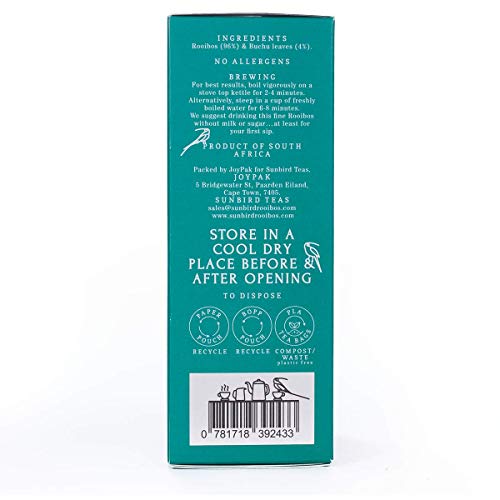 INGREDIENTS
Rooibos (96%) & Buchu leaves (4%).
NO ALLERGENS
BREWING
For best results, boil vigorously on a
stove top kettle for 2-4 minutes.
Alternatively, steep in a cup of freshly
boiled water for 6-8 minutes.
We suggest drinking this fine Rooibos
without milk or sugar...at least for
your first sip.
PRODUCT OF SOUTH
AFRICA
Packed by JoyPak for Sunbird Teas.
JOYPAK
5 Bridgewater St, Paarden Eiland,
Cape Town, 7405.
SUNBIRD TEAS
sales@sunbirdrooibos.com
www.sunbirdrooibos.com
STORE IN A
COOL DRY
PLACE BEFORE &
AFTER OPENING
TO DISPOSE
PAPER POUCH
BOPP POUCH
PLA TEA BAGS
RECYCLE
RECYCLE
COMPOST/
WASTE
plastic free
0 781718 392433